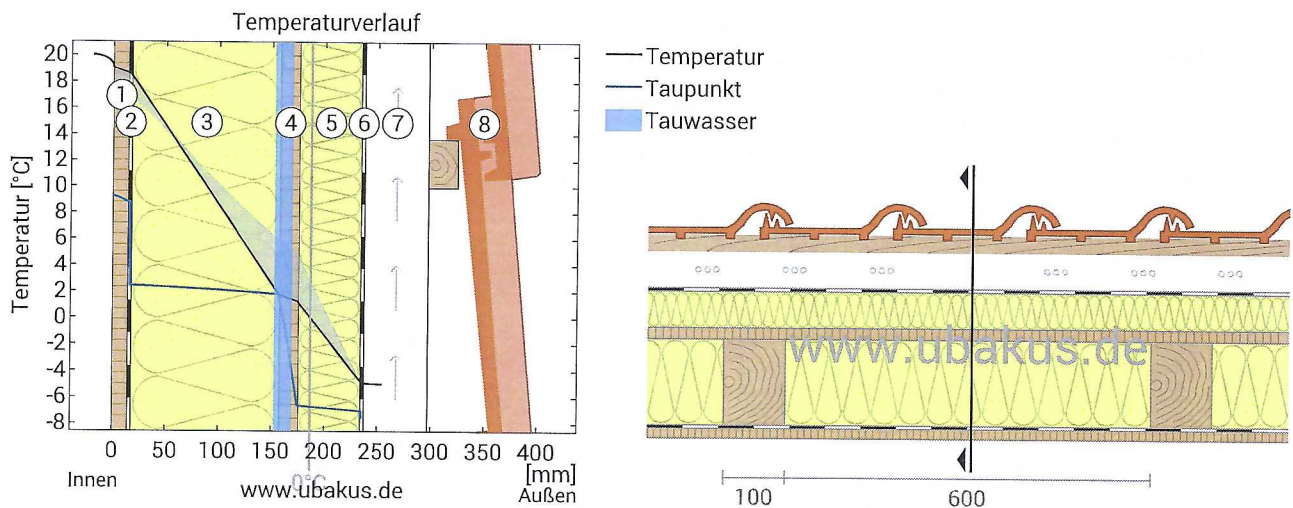 Temperaturverlauf
20
18
16
14
12
10
8
6
4
2
0
-2
-4
-6
-8
Temperatur [°C]
1
2
3
4
5
6
7
8
0 50 100 150 200 250 300 350 400
[mm]
Innen
0°C
www.ubakus.de
Außen
Temperatur
Taupunkt
Tauwasser
www.ubakus.de
100
600